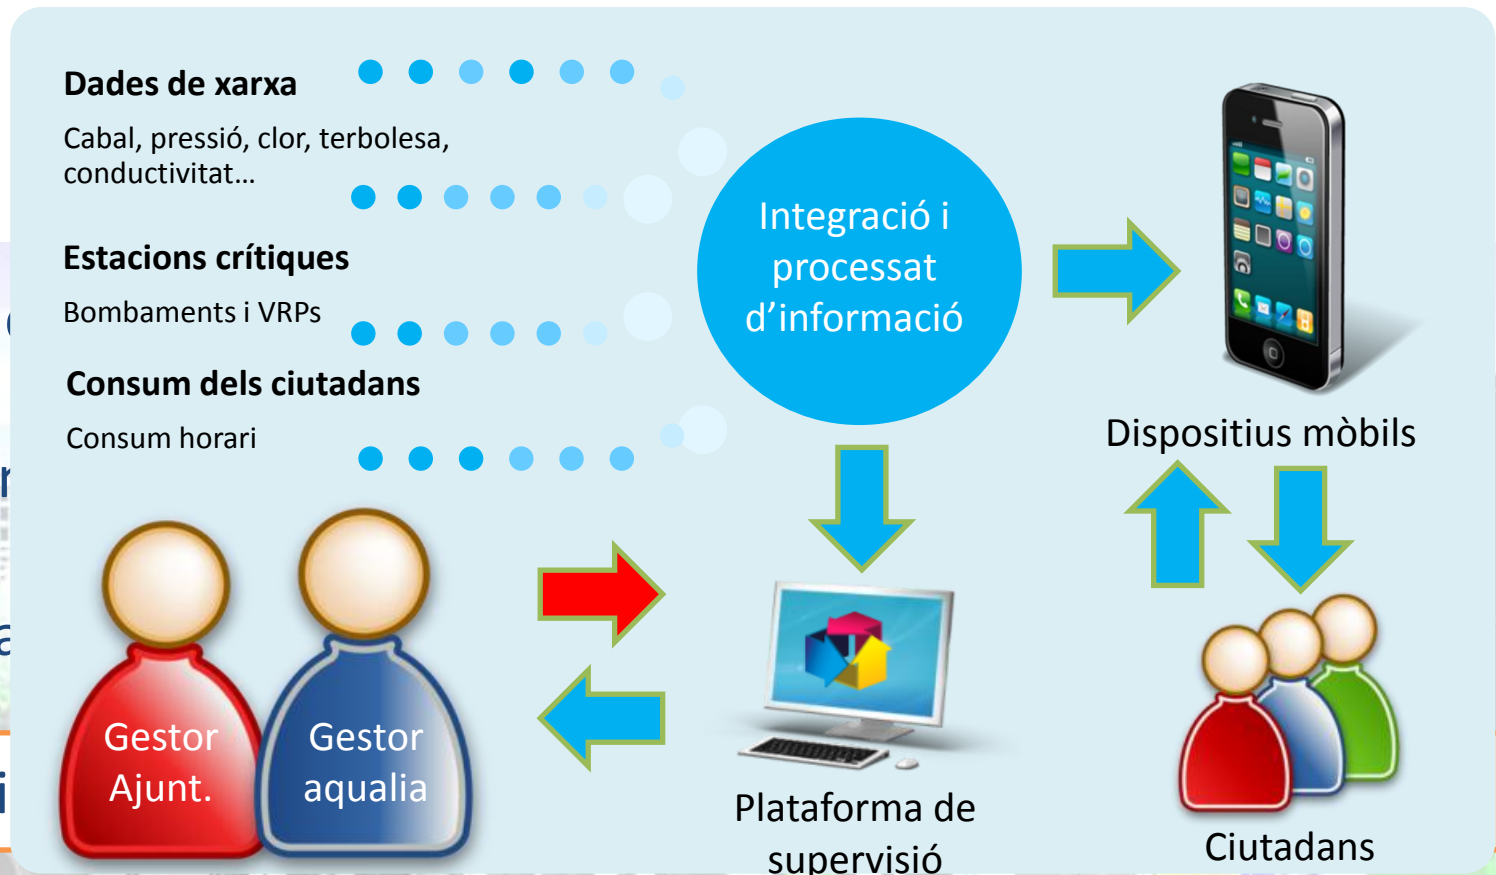 Dades de xarxa
Cabal, pressió, clor, terbolesa,
conductivitat...
Estacions crítiques
Bombaments i VRPs
Consum dels ciutadans
Consum horari
Integració i
processat
d'informació
Dispositius mòbils
Gestor
Ajunt.
Gestor
aqualia
Plataforma de
supervisió
Ciutadans